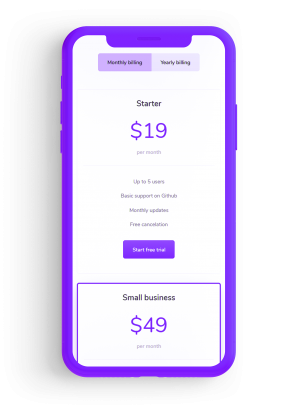 Monthly billing
Yearly billing
Starter
$19
per month
Up to 5 users
Basic support on Github
Monthly updates
Free cancelation
Start free trial
Small business
$49
per month